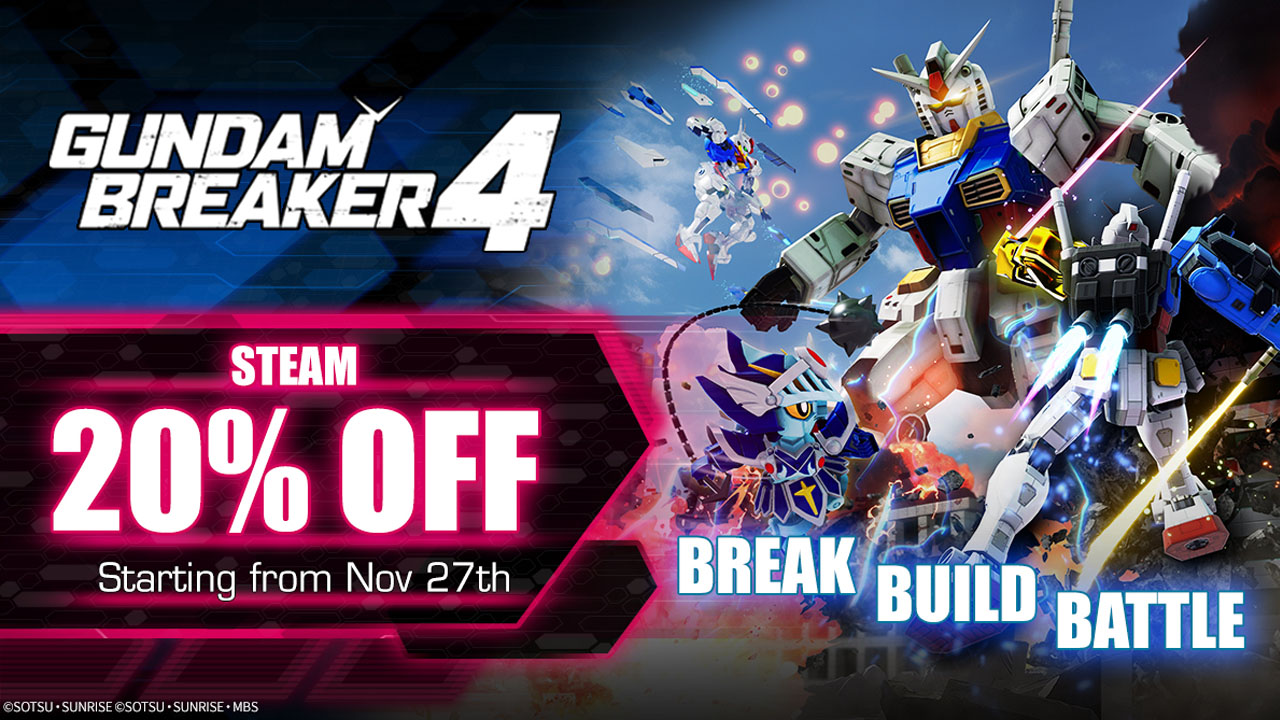 GUNDAM
BREAKER 4
STEAM
20% OFF
Starting from Nov 27th
BREAK
BUILD
BATTLE
©SOTSU・SUNRISE ©SOTSU・SUNRISE・MBS